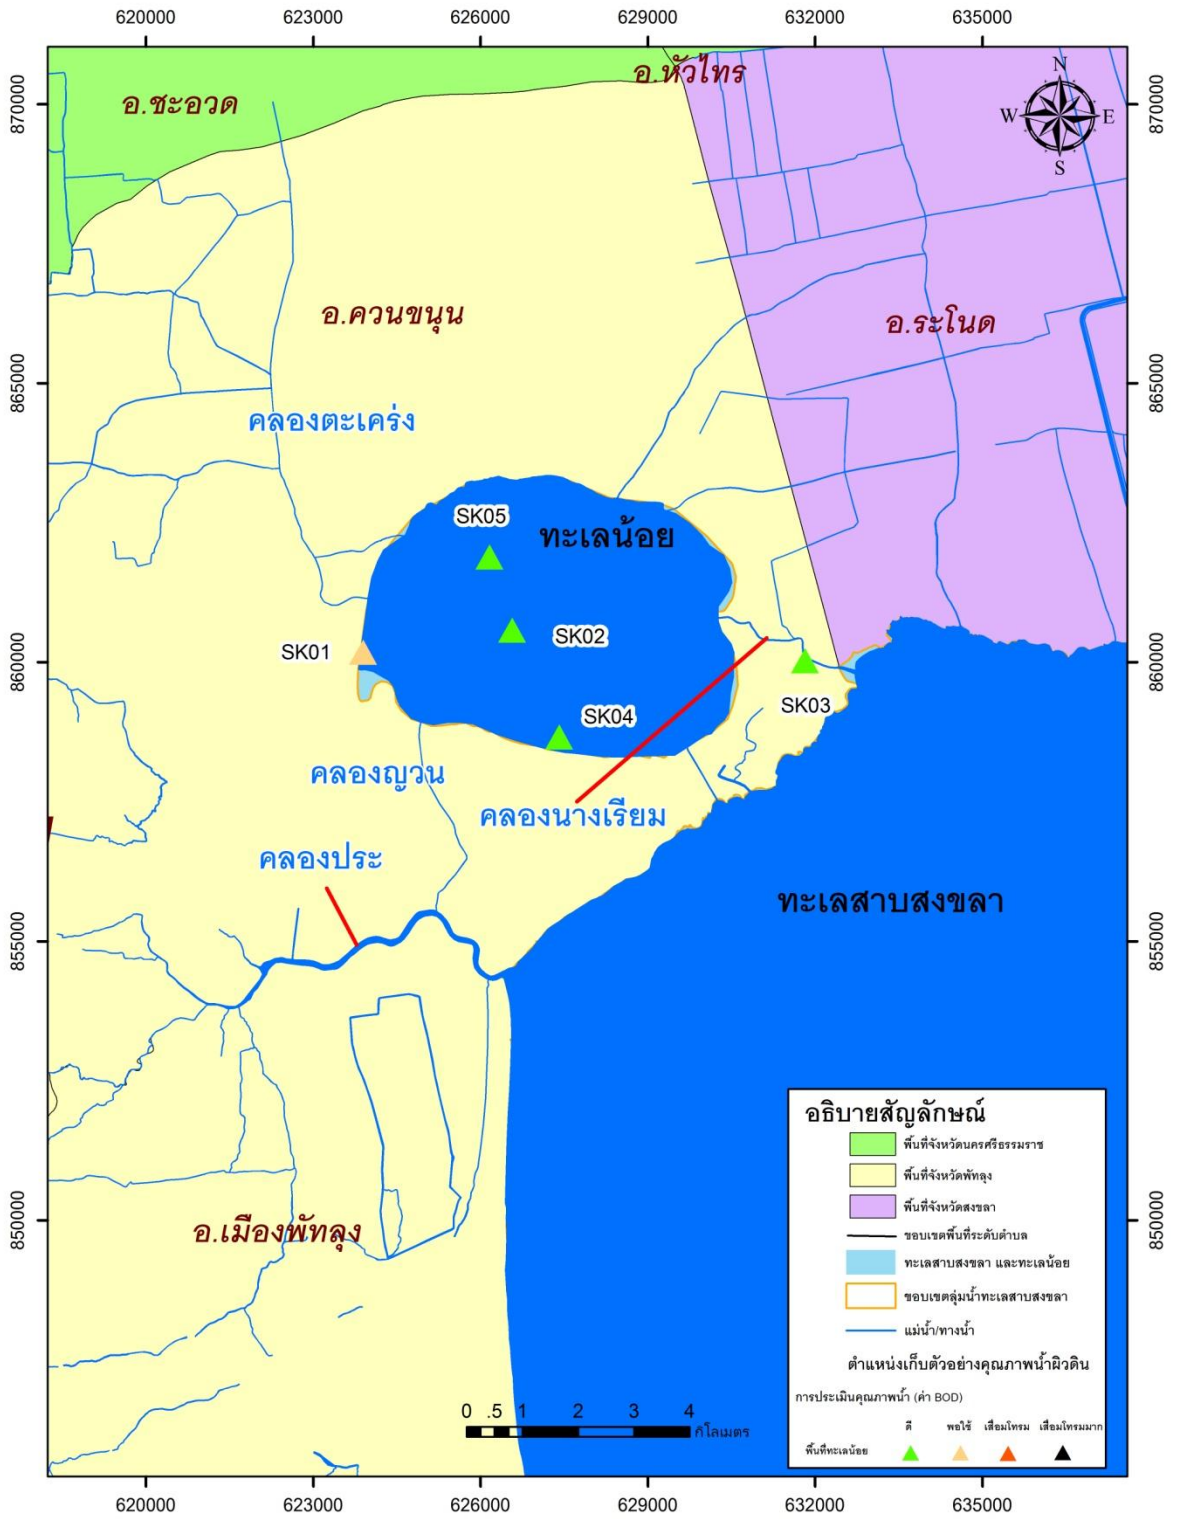 620000 623000 626000 629000 632000 635000
870000 870000
อ.ชะอวด
อ.หัวไทร
N
W E
S
อ.ควนขนุน
อ.ระโนด
865000 865000
คลองตะเคร่ง
SK05
ทะเลน้อย
SK02
SK01
860000 860000
SK03
SK04
คลองญวน
คลองนางเรียม
คลองประ
ทะเลสาบสงขลา
855000 855000
อ.เมืองพัทลุง
850000 850000
อธิบายสัญลักษณ์
พื้นที่จังหวัดนครศรีธรรมราช
พื้นที่จังหวัดพัทลุง
พื้นที่จังหวัดสงขลา
ขอบเขตพื้นที่ระดับตำบล
ทะเลสาบสงขลา และทะเลน้อย
ขอบเขตลุ่มน้ำทะเลสาบสงขลา
แม่น้ำ/ทางน้ำ
ตำแหน่งเก็บตัวอย่างคุณภาพน้ำผิวดิน
การประเมินคุณภาพน้ำ (ค่า BOD)
ดี พอใช้ เสื่อมโทรม เสื่อมโทรมมาก
พื้นที่ทะเลน้อย
0 .5 1 2 3 4
กิโลเมตร
620000 623000 626000 629000 632000 635000